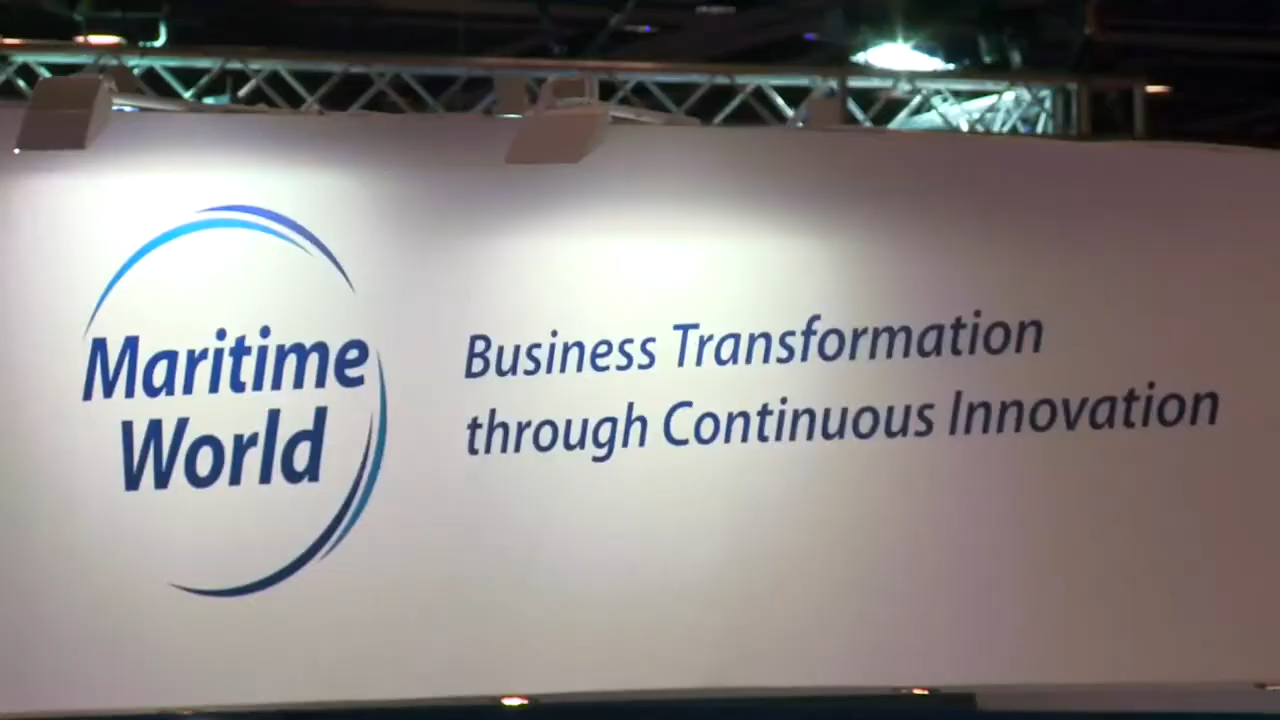 Maritime
World
Business Transformation
through Continuous Innovation